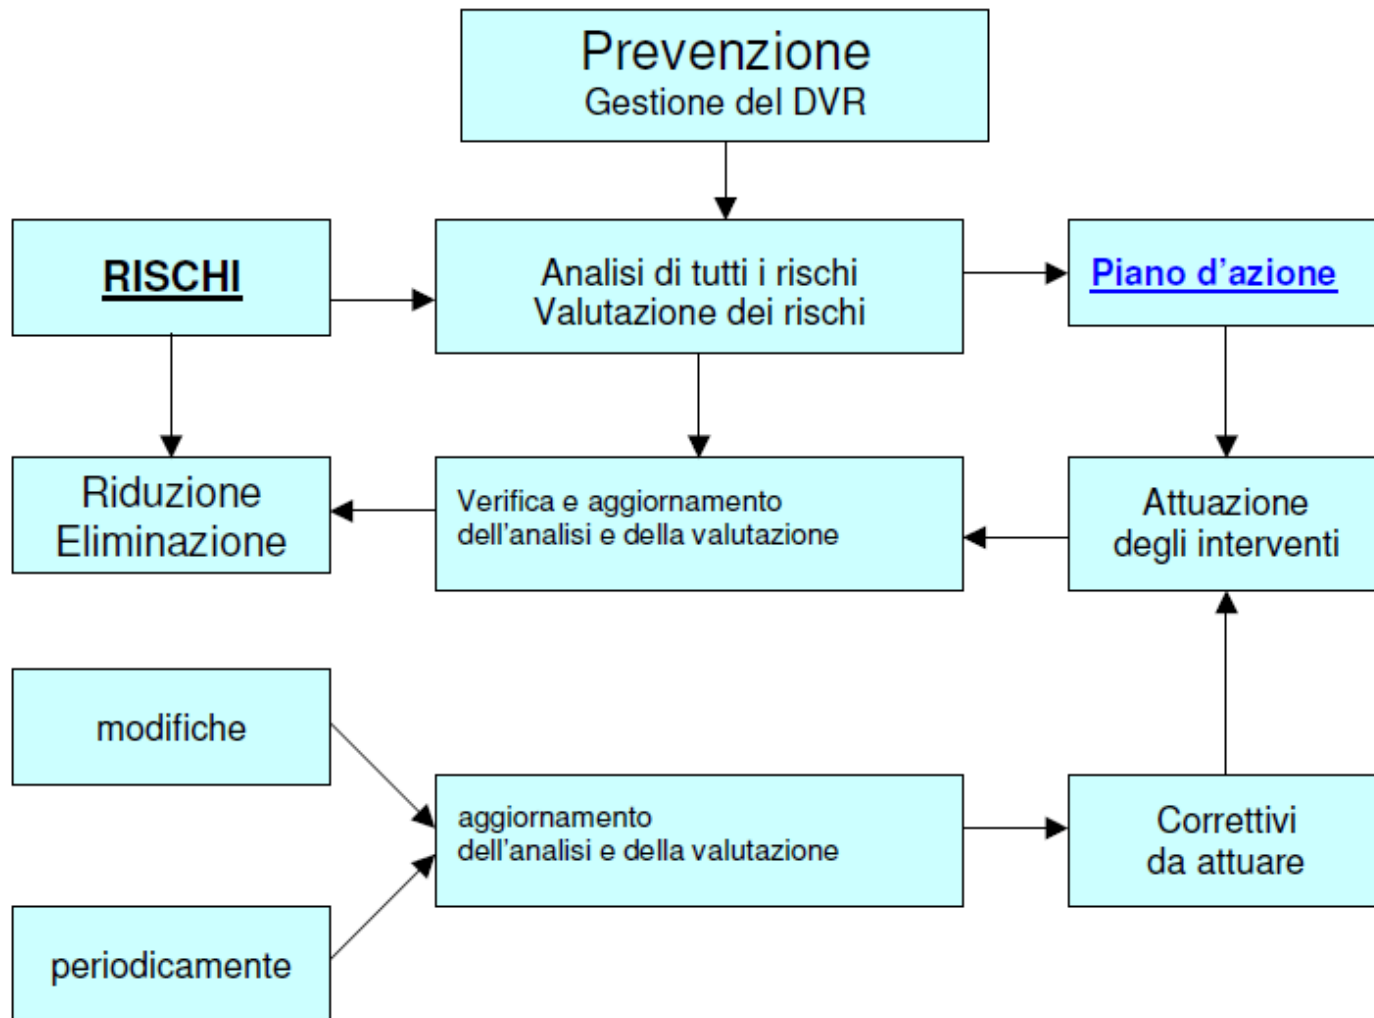 Prevenzione
Gestione del DVR
RISCHI
Analisi di tutti i rischi
Valutazione dei rischi
Piano d'azione
Riduzione
Eliminazione
Verifica e aggiornamento
dell'analisi e della valutazione
Attuazione
degli interventi
modifiche
aggiornamento
dell'analisi e della valutazione
Correttivi
da attuare
periodicamente